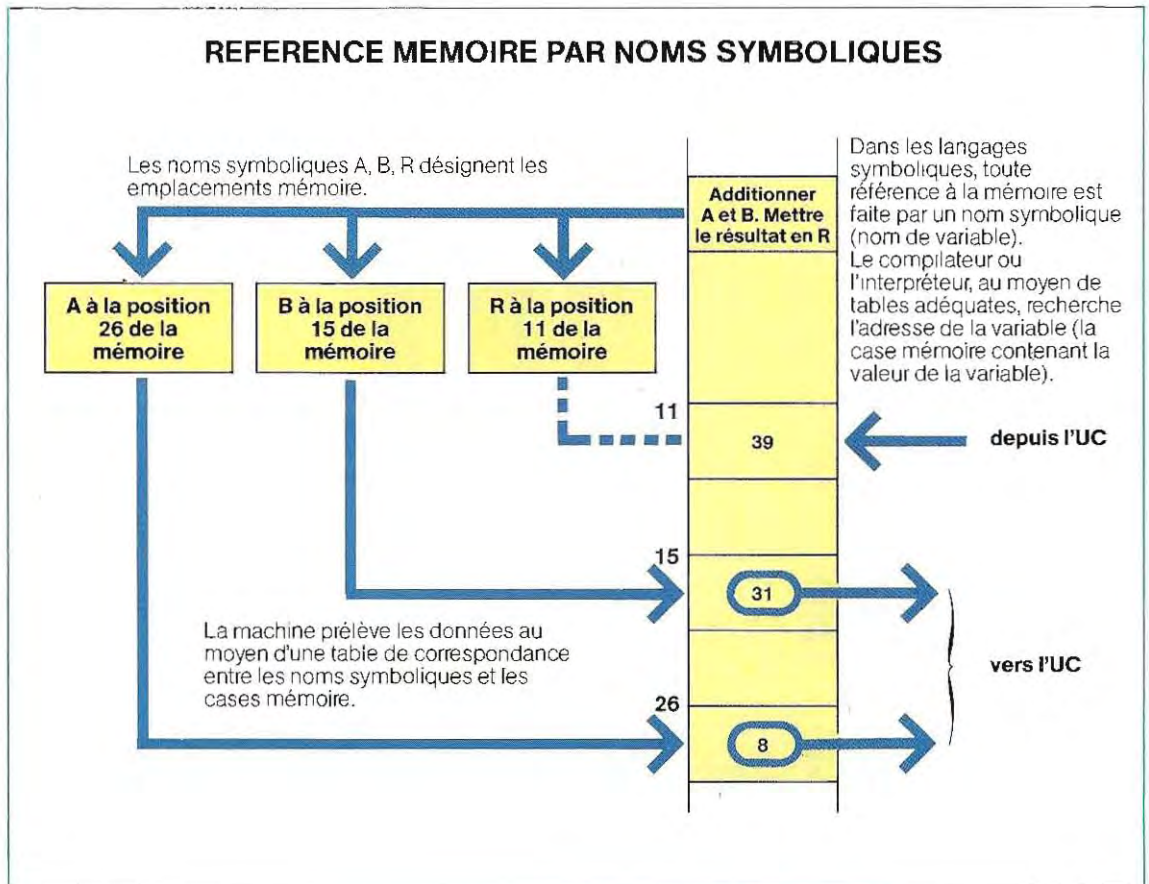 REFERENCE MEMOIRE PAR NOMS SYMBOLIQUES
Les noms symboliques A, B, R désignent les
emplacements mémoire.
Additionner
A et B. Mettre
le résultat en R
Dans les langages
symboliques, toute
référence à la mémoire est
faite par un nom symbolique
(nom de variable).
Le compilateur ou
l'interpréteur, au moyen de
tables adéquates, recherche
l'adresse de la variable (la
case mémoire contenant la
valeur de la variable).
A à la position
26 de la
mémoire
B à la position
15 de la
mémoire
R à la position
11 de la
mémoire
11
39
depuis l'UC
15
31
La machine prélève les données au
moyen d'une table de correspondance
entre les noms symboliques et les
cases mémoire.
vers l'UC
26
8